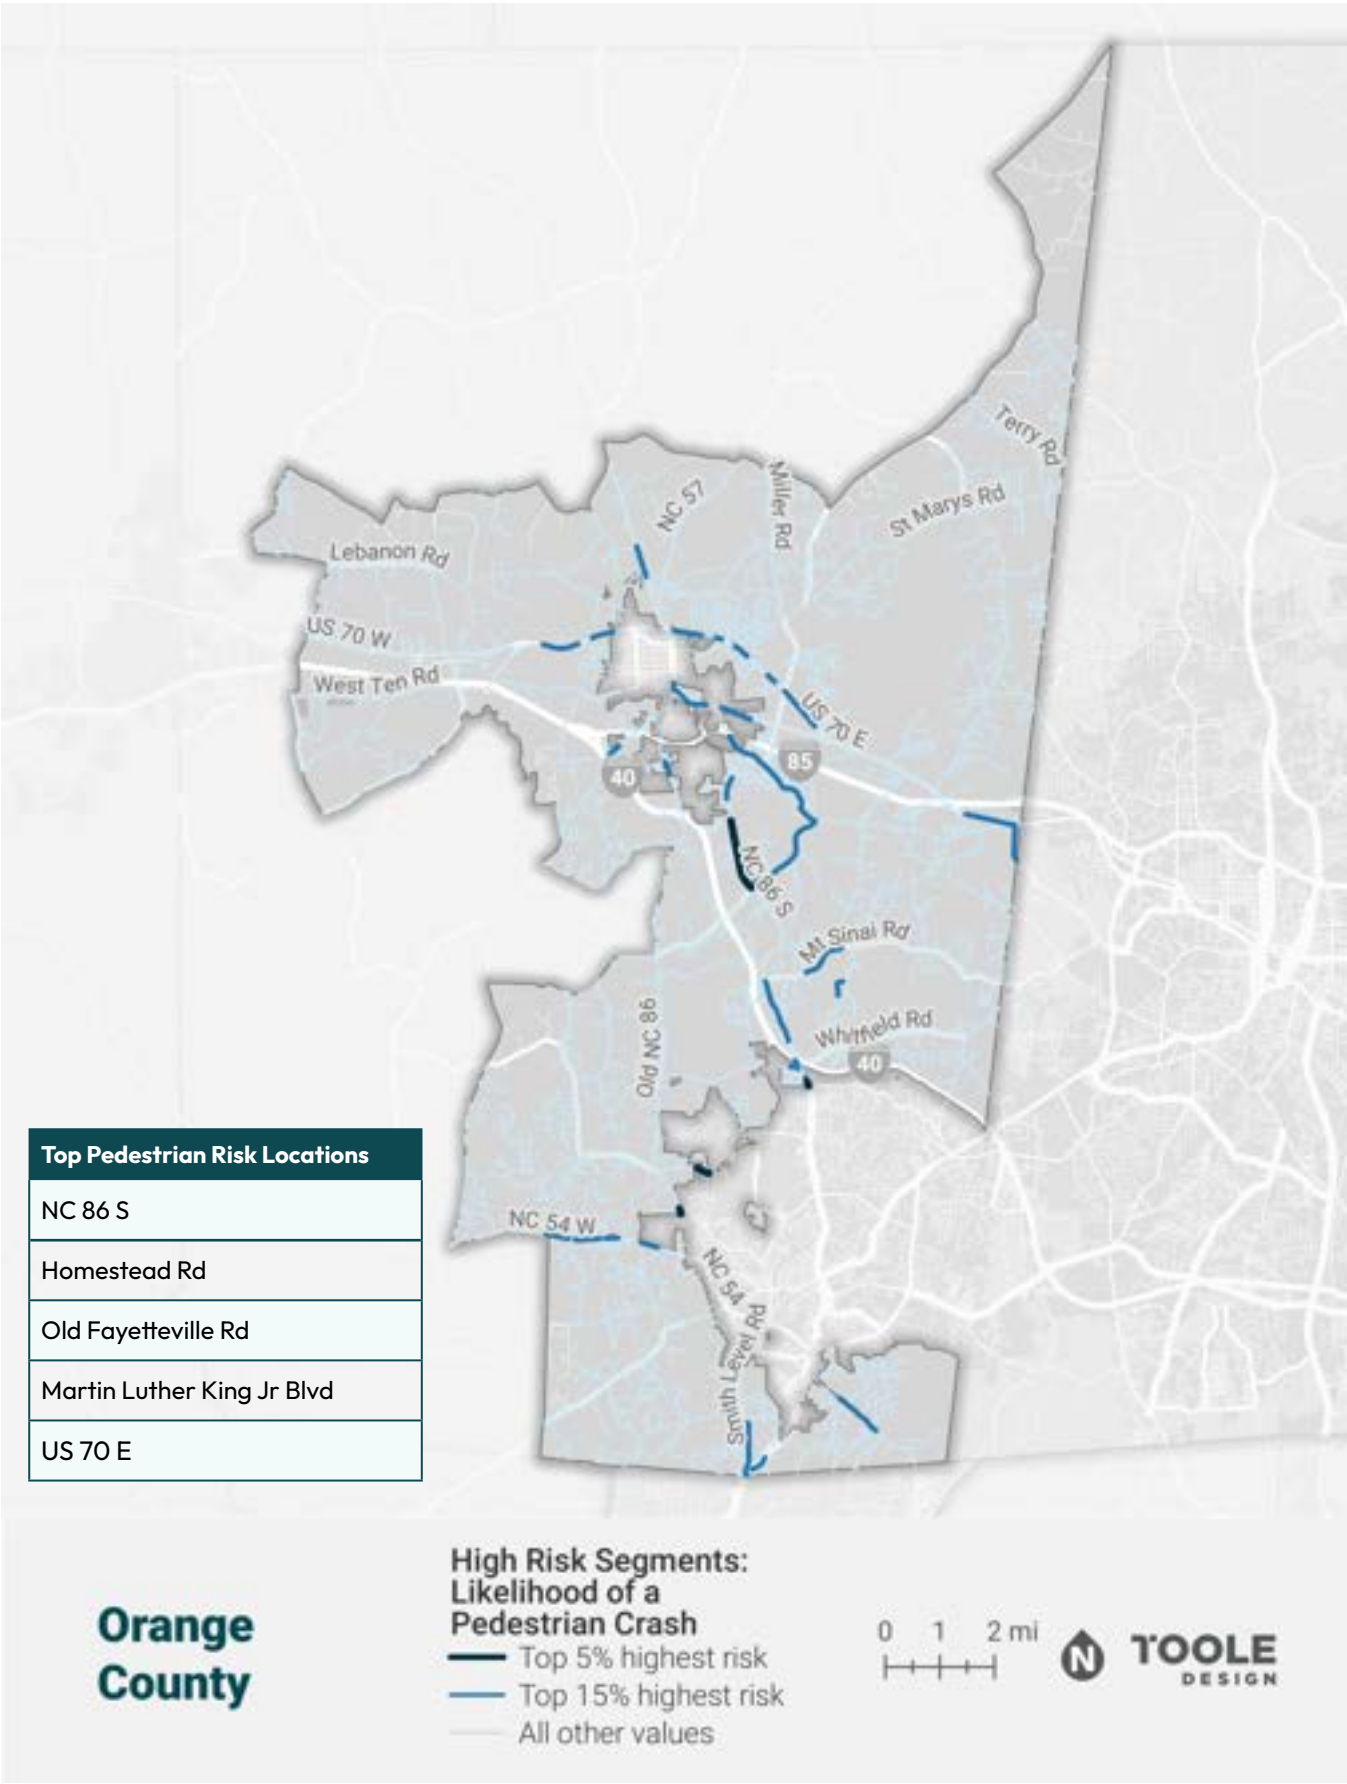 Terry Rd
NC 57
Miller Rd
St Marys Rd
Lebanon Rd
US 70 W
West Ten Rd
US 70 E
85
40
NC 86 S
Mt Sinai Rd
Old NC 86
Whitfield Rd
40
NC 54 W
NC 54
Smith Level Rd
Top Pedestrian Risk Locations
NC 86 S
Homestead Rd
Old Fayetteville Rd
Martin Luther King Jr Blvd
US 70 E
Orange
County
High Risk Segments:
Likelihood of a
Pedestrian Crash
Top 5% highest risk
Top 15% highest risk
All other values
0 1 2 mi
N
TOOLE
DESIGN